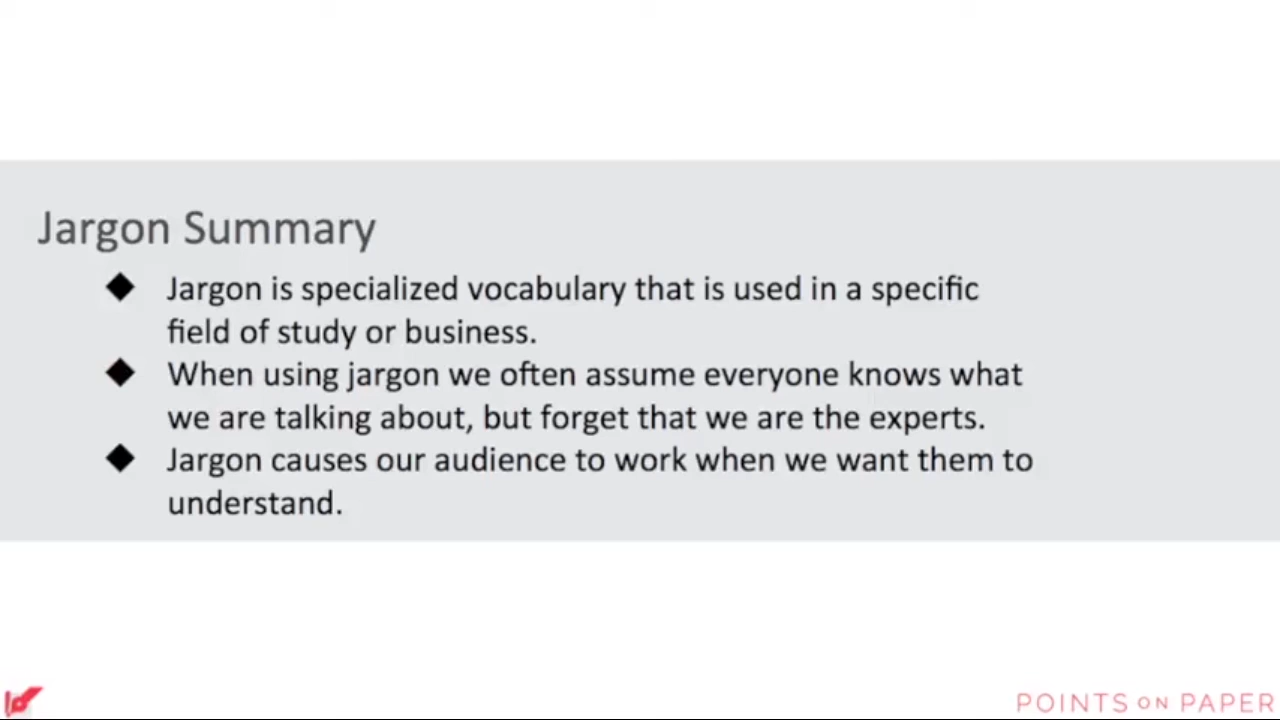 Jargon Summary
◆ Jargon is specialized vocabulary that is used in a specific
field of study or business.
◆ When using jargon we often assume everyone knows what
we are talking about, but forget that we are the experts.
◆ Jargon causes our audience to work when we want them to
understand.
POINTS ON PAPER